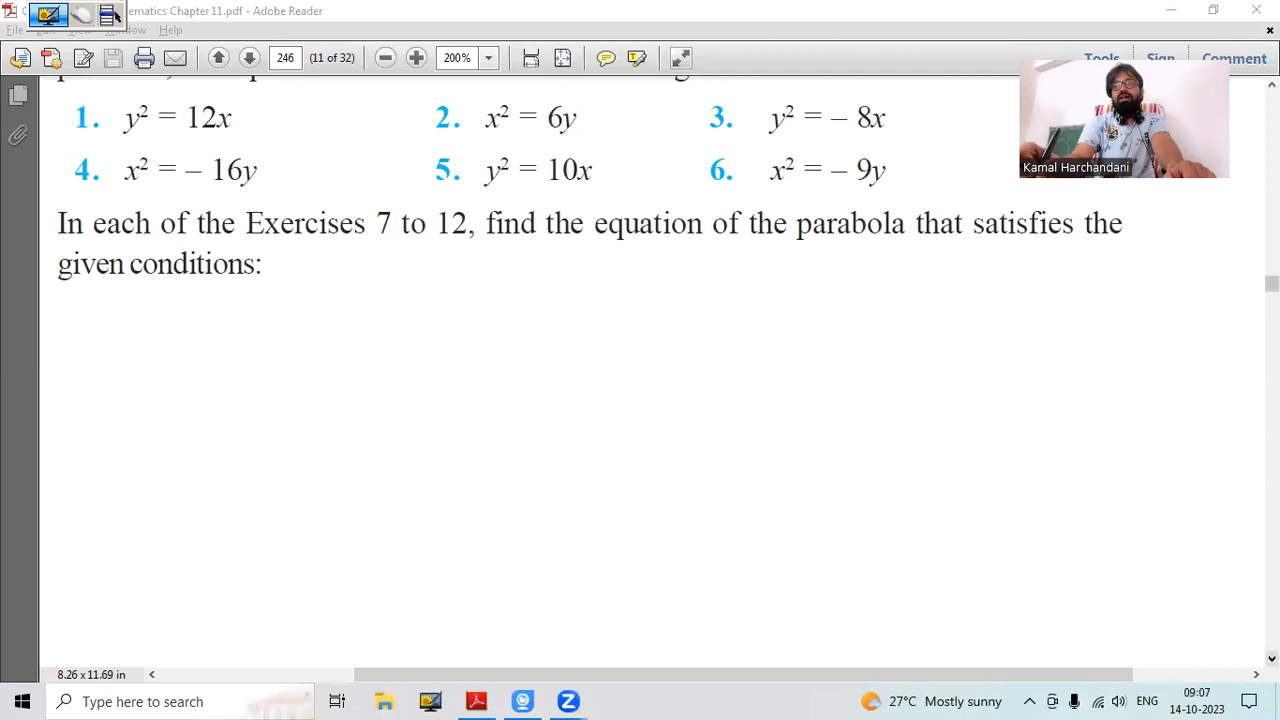 ematics Chapter 11.pdf - Adobe Reader
File Window Help
246 (11 of 32) 200% Tools Sign Comment
1. y² = 12x 2. x² = 6y 3. y² = – 8x
4. x² = – 16y 5. y² = 10x 6. x² = – 9y
Kamal Harchandani
In each of the Exercises 7 to 12, find the equation of the parabola that satisfies the
given conditions:
8.26 x 11.69 in
Type here to search
27°C Mostly sunny
ENG
09:07
14-10-2023